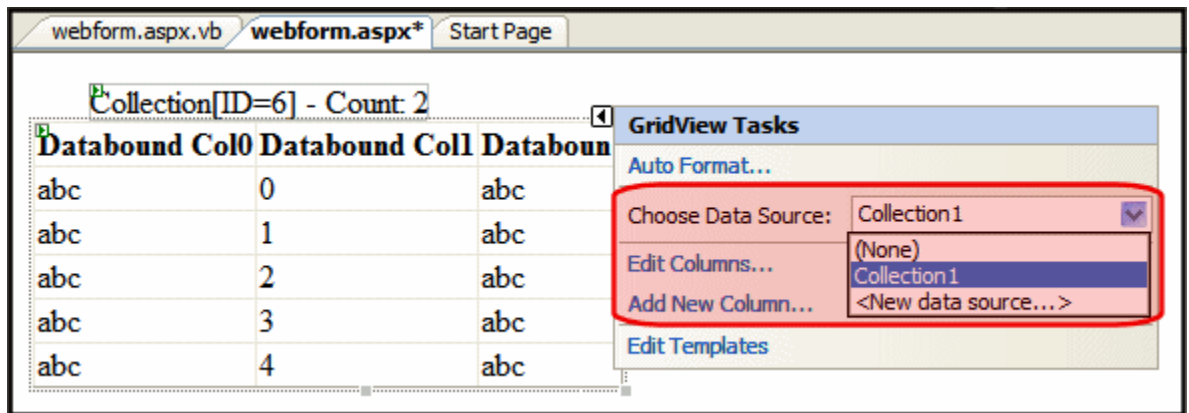 webform.aspx.vb webform.aspx* Start Page
Collection[ID=6] - Count: 2
Databound Col0 Databound Col1 Databoun
abc 0 abc
abc 1 abc
abc 2 abc
abc 3 abc
abc 4 abc
GridView Tasks
Auto Format...
Choose Data Source: Collection1
(None)
Collection1
<New data source...>
Edit Columns...
Add New Column...
Edit Templates